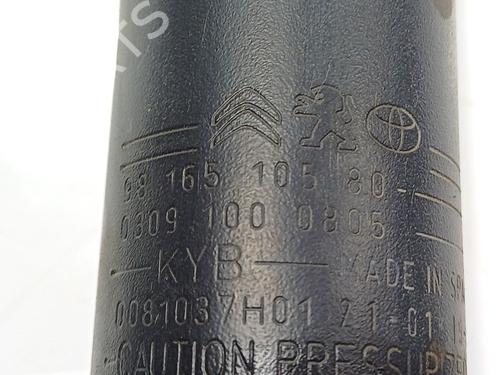 98 165 105 80-
0309 100 0805
KYB MADE IN SPA
0081037H01 21-01
CAUTION PRESSURE